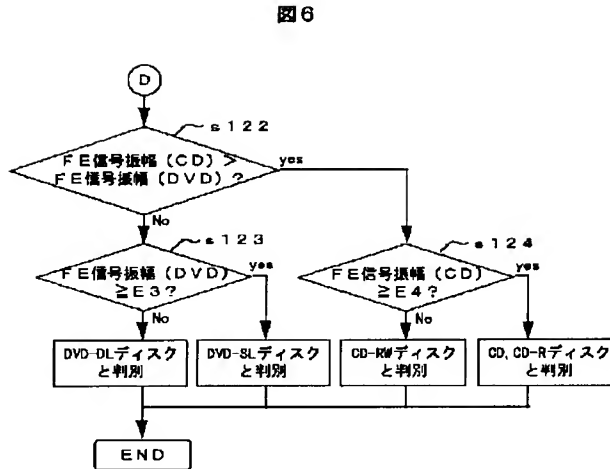 図6
D
s122
FE信号振幅(CD)>
FE信号振幅(DVD)?
yes
No
s123
FE信号振幅(DVD)
≧E3?
yes
No
s124
FE信号振幅(CD)
≧E4?
yes
No
DVD-DLディスク
と判別
DVD-SLディスク
と判別
CD-RWディスク
と判別
CD,CD-Rディスク
と判別
END